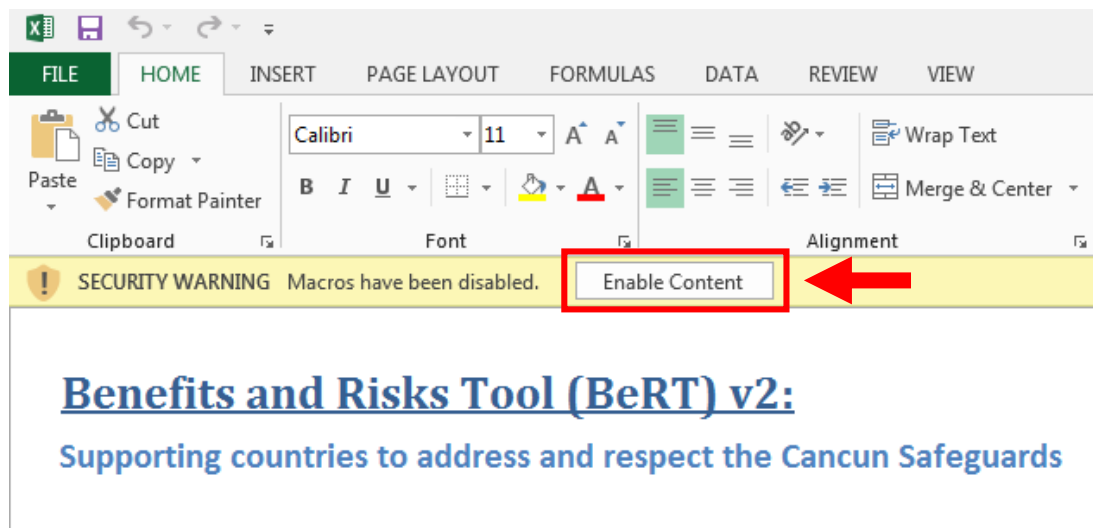 FILE HOME INSERT PAGE LAYOUT FORMULAS DATA REVIEW VIEW
Cut
Calibri 11 A A Wrap Text
Copy
Paste
B I U A Merge & Center
Format Painter
Clipboard Font Alignment
! SECURITY WARNING Macros have been disabled. Enable Content
Benefits and Risks Tool (BeRT) v2:
Supporting countries to address and respect the Cancun Safeguards